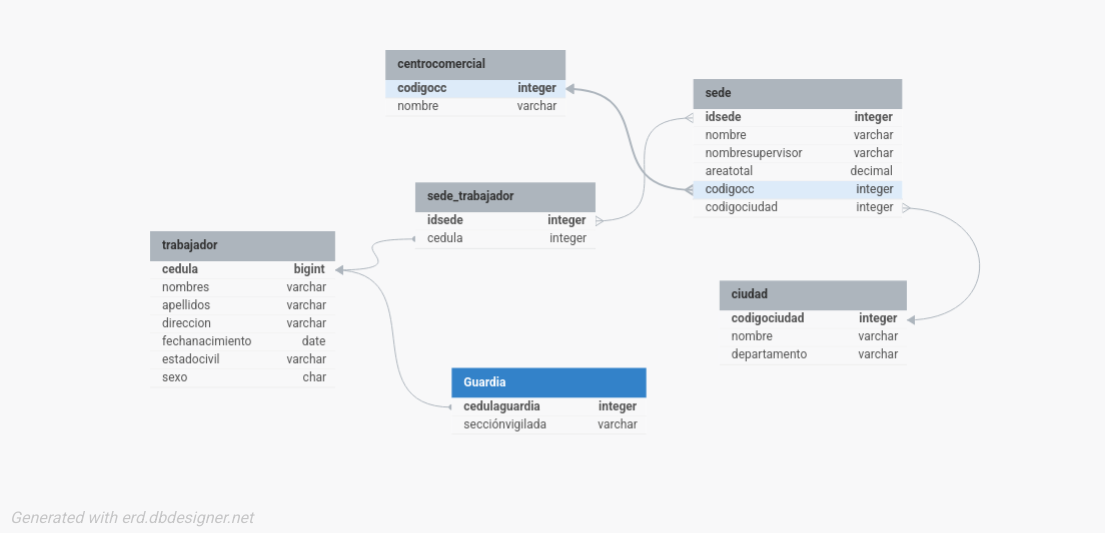 centrocomercial
codigocc integer
nombre varchar
sede
idsede integer
nombre varchar
nombresupervisor varchar
areatotal decimal
codigocc integer
codigociudad integer
sede_trabajador
idsede integer
cedula integer
trabajador
cedula bigint
nombres varchar
apellidos varchar
direccion varchar
fechanacimiento date
estadocivil varchar
sexo char
ciudad
codigociudad integer
nombre varchar
departamento varchar
Guardia
cedulaguardia integer
secciónvigilada varchar
Generated with erd.dbdesigner.net